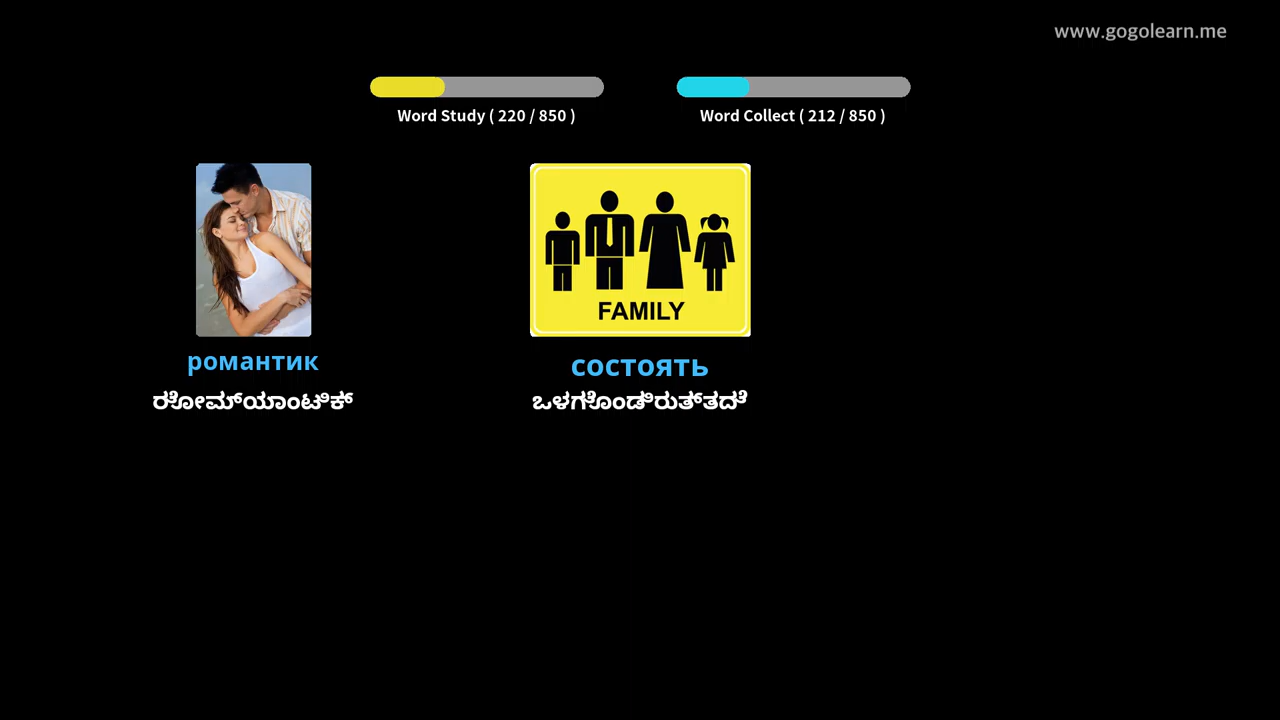 www.gogolearn.me
Word Study ( 220 / 850 )
Word Collect ( 212 / 850 )
FAMILY
романтик
состоять
ರೋಮ್ಯಾಂಟಿಕ್
ಒಳಗೊಂಡಿರುತ್ತದೆ